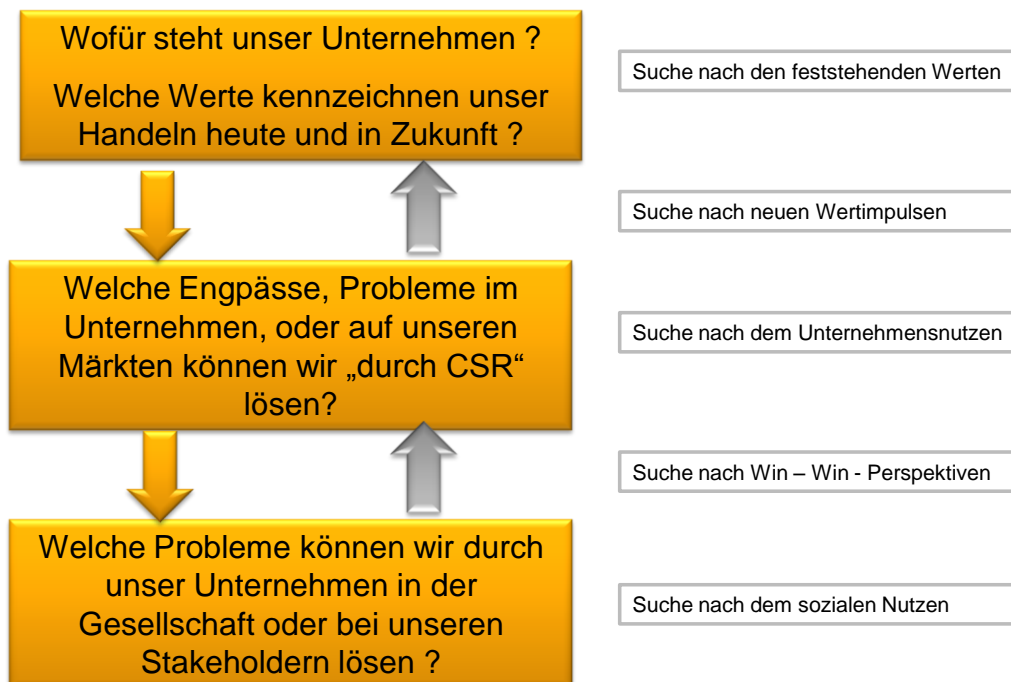 Wofür steht unser Unternehmen ?
Welche Werte kennzeichnen unser
Handeln heute und in Zukunft ?
Suche nach den feststehenden Werten
Suche nach neuen Wertimpulsen
Welche Engpässe, Probleme im
Unternehmen, oder auf unseren
Märkten können wir „durch CSR“
lösen?
Suche nach dem Unternehmensnutzen
Suche nach Win – Win - Perspektiven
Welche Probleme können wir durch
unser Unternehmen in der
Gesellschaft oder bei unseren
Stakeholdern lösen ?
Suche nach dem sozialen Nutzen